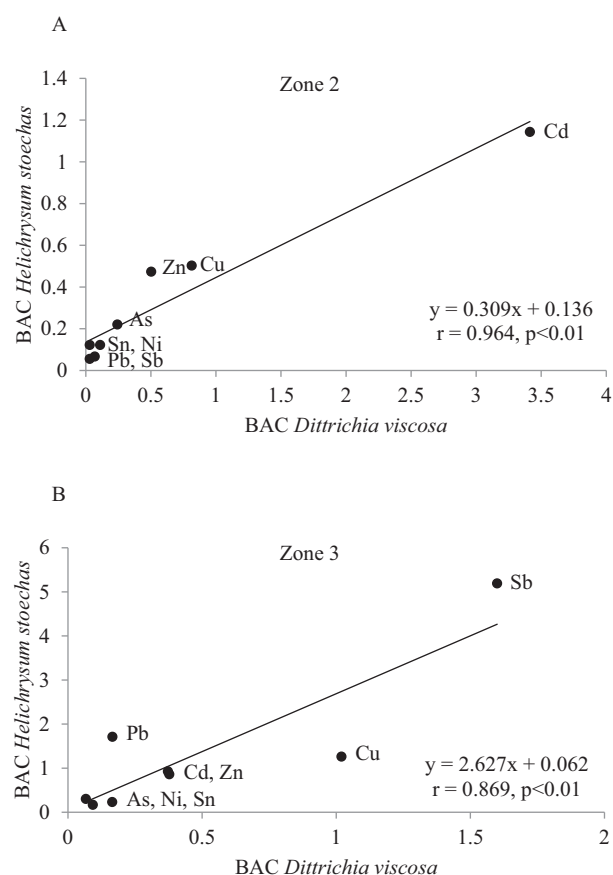 A
Zone 2
BAC Helichrysum stoechas
1.4
1.2
1
0.8
0.6
0.4
0.2
0
Cd
Zn
Cu
As
Sn, Ni
Pb, Sb
y = 0.309x + 0.136
r = 0.964, p<0.01
0 0.5 1 1.5 2 2.5 3 3.5 4
BAC Dittrichia viscosa
B
Zone 3
BAC Helichrysum stoechas
6
5
4
3
2
1
0
Sb
Pb
Cu
Cd, Zn
As, Ni, Sn
y = 2.627x + 0.062
r = 0.869, p<0.01
0 0.5 1 1.5 2
BAC Dittrichia viscosa